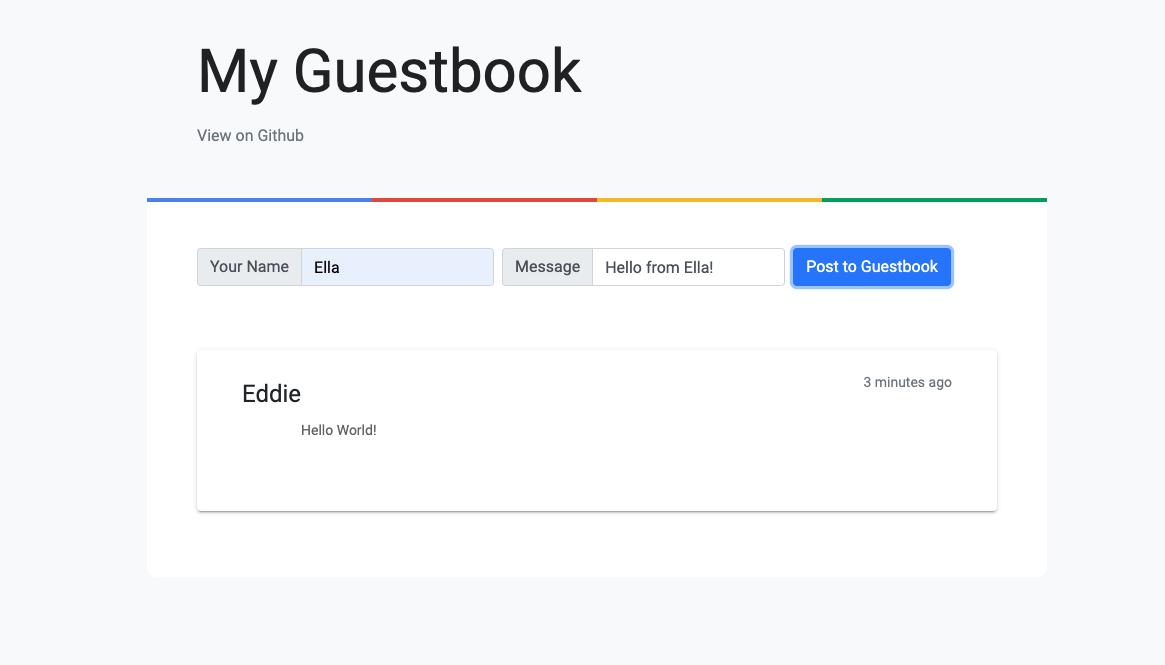 My Guestbook
View on Github
Your Name Ella Message Hello from Ella! Post to Guestbook
Eddie 3 minutes ago
Hello World!